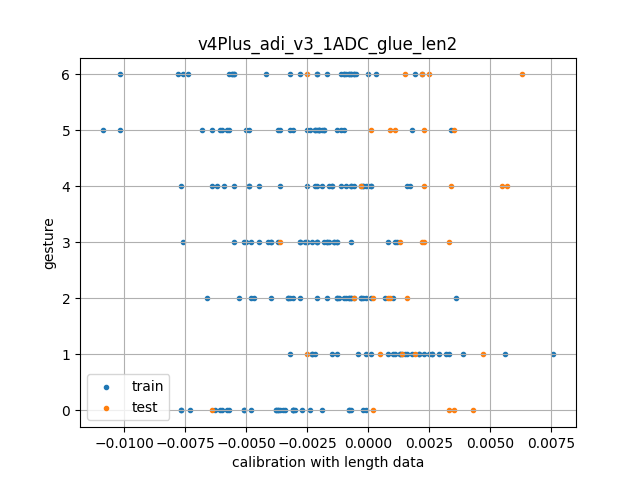 v4Plus_adi_v3_1ADC_glue_len2
gesture
6
5
4
3
2
1
0
train
test
−0.0100 −0.0075 −0.0050 −0.0025 0.0000 0.0025 0.0050 0.0075
calibration with length data